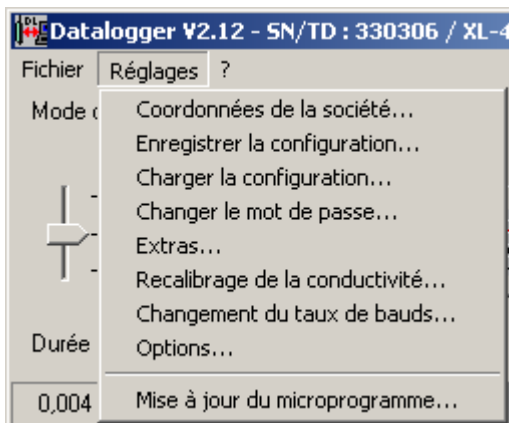 Datalogger V2.12 - SN/TD : 330306 / XL-4
Fichier Réglages ?
Mode
Coordonnées de la société...
Enregistrer la configuration...
Charger la configuration...
Changer le mot de passe...
Extras...
Recalibrage de la conductivité...
Changement du taux de bauds...
Durée
Options...
0,004
Mise à jour du microprogramme...